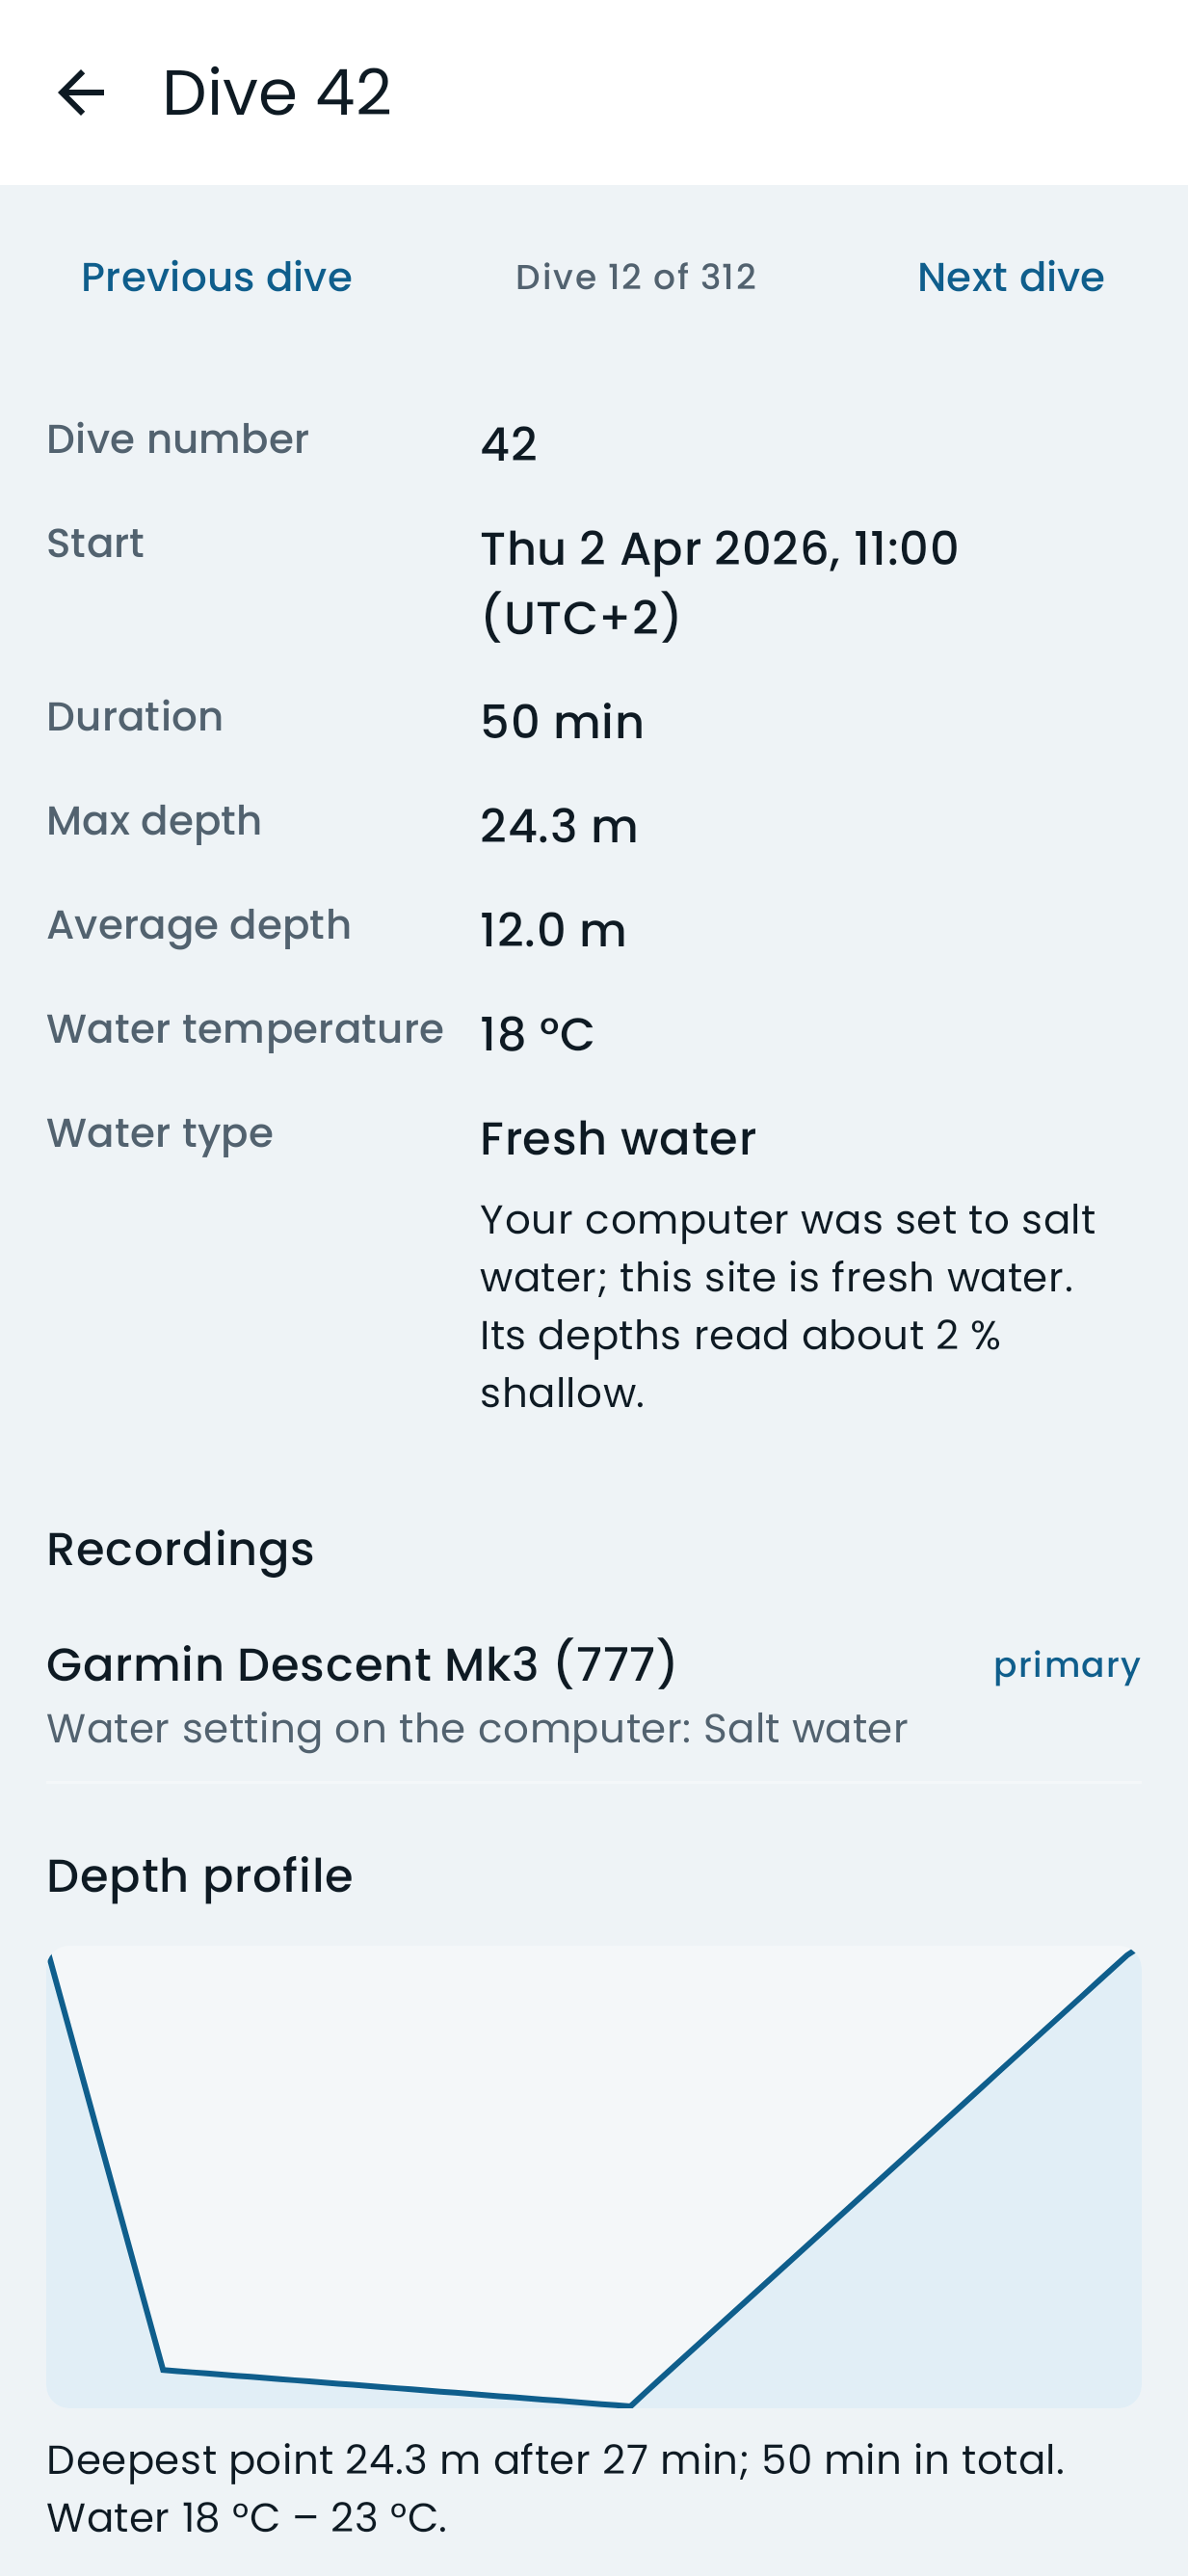 Dive 42
Previous dive
Dive 12 of 312
Next dive
Dive number
42
Start
Thu 2 Apr 2026, 11:00
(UTC+2)
Duration
50 min
Max depth
24.3 m
Average depth
12.0 m
Water temperature
18 °C
Water type
Fresh water
Your computer was set to salt
water; this site is fresh water.
Its depths read about 2 %
shallow.
Recordings
Garmin Descent Mk3 (777)
primary
Water setting on the computer: Salt water
Depth profile
Deepest point 24.3 m after 27 min; 50 min in total.
Water 18 °C – 23 °C.